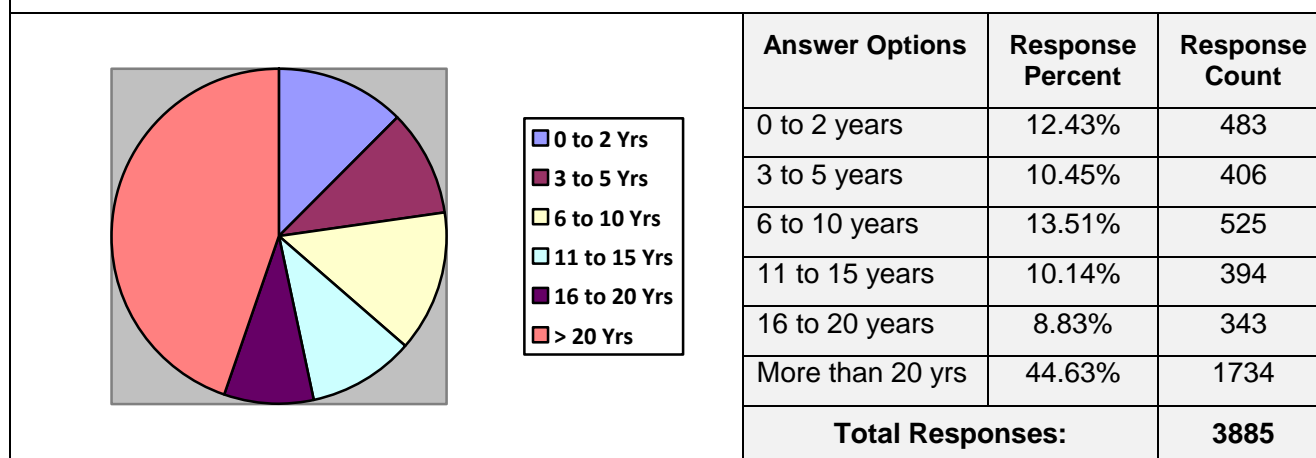 0 to 2 Yrs
3 to 5 Yrs
6 to 10 Yrs
11 to 15 Yrs
16 to 20 Yrs
> 20 Yrs
Answer Options Response Percent Response Count
0 to 2 years 12.43% 483
3 to 5 years 10.45% 406
6 to 10 years 13.51% 525
11 to 15 years 10.14% 394
16 to 20 years 8.83% 343
More than 20 yrs 44.63% 1734
Total Responses: 3885